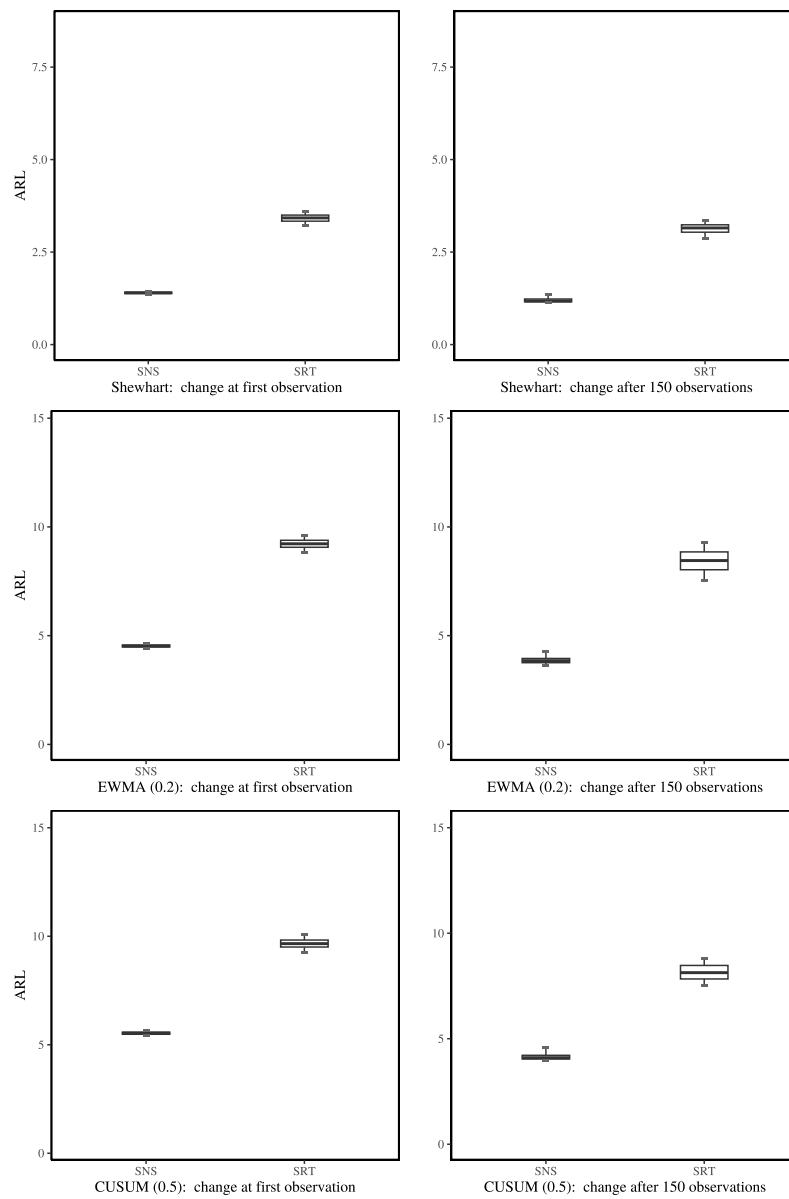 7.5
5.0
2.5
0.0
ARL
SNS SRT
Shewhart: change at first observation
7.5
5.0
2.5
0.0
SNS SRT
Shewhart: change after 150 observations
15
10
5
0
ARL
SNS SRT
EWMA (0.2): change at first observation
15
10
5
0
SNS SRT
EWMA (0.2): change after 150 observations
15
10
5
0
ARL
SNS SRT
CUSUM (0.5): change at first observation
15
10
5
0
SNS SRT
CUSUM (0.5): change after 150 observations